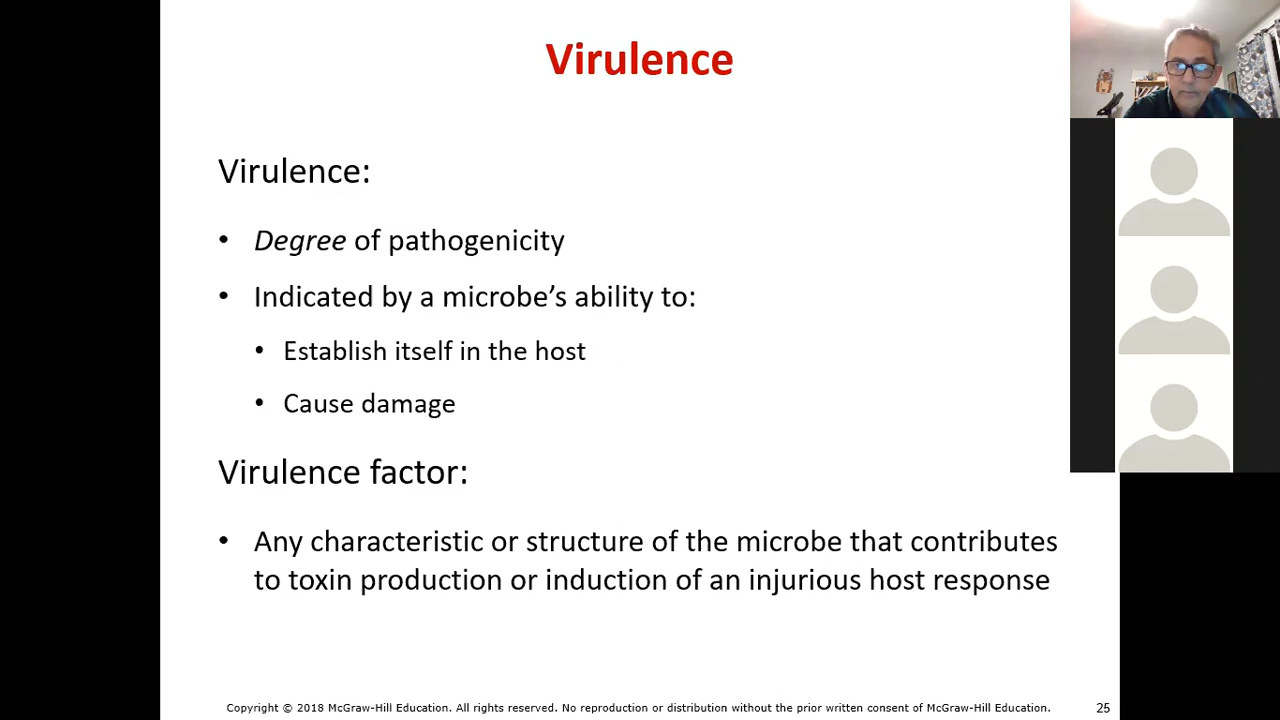 Virulence
Virulence:
• Degree of pathogenicity
• Indicated by a microbe’s ability to:
• Establish itself in the host
• Cause damage
Virulence factor:
• Any characteristic or structure of the microbe that contributes
to toxin production or induction of an injurious host response
Copyright © 2018 McGraw-Hill Education. All rights reserved. No reproduction or distribution without the prior written consent of McGraw-Hill Education.
25